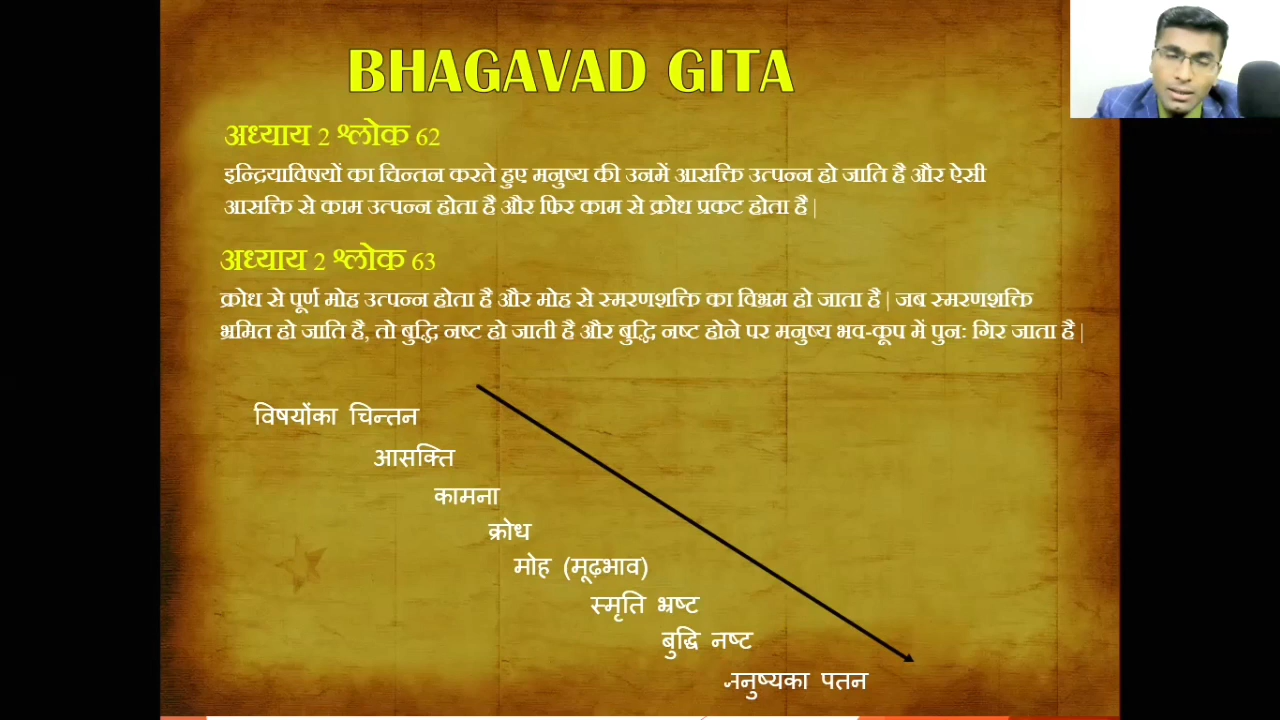 BHAGAVAD GITA
अध्याय 2 श्लोक 62
इन्द्रियाविषयों का चिन्तन करते हुए मनुष्य की उनमें आसक्ति उत्पन्न हो जाति है और ऐसी
आसक्ति से काम उत्पन्न होता है और फिर काम से क्रोध प्रकट होता है |
अध्याय 2 श्लोक 63
क्रोध से पूर्ण मोह उत्पन्न होता है और मोह से स्मरणशक्ति का विभ्रम हो जाता है | जब स्मरणशक्ति
भ्रमित हो जाति है, तो बुद्धि नष्ट हो जाती है और बुद्धि नष्ट होने पर मनुष्य भव-कूप में पुनः गिर जाता है |
विषयोंका चिन्तन
आसक्ति
कामना
क्रोध
मोह (मूढ़भाव)
स्मृति भ्रष्ट
बुद्धि नष्ट
मनुष्यका पतन